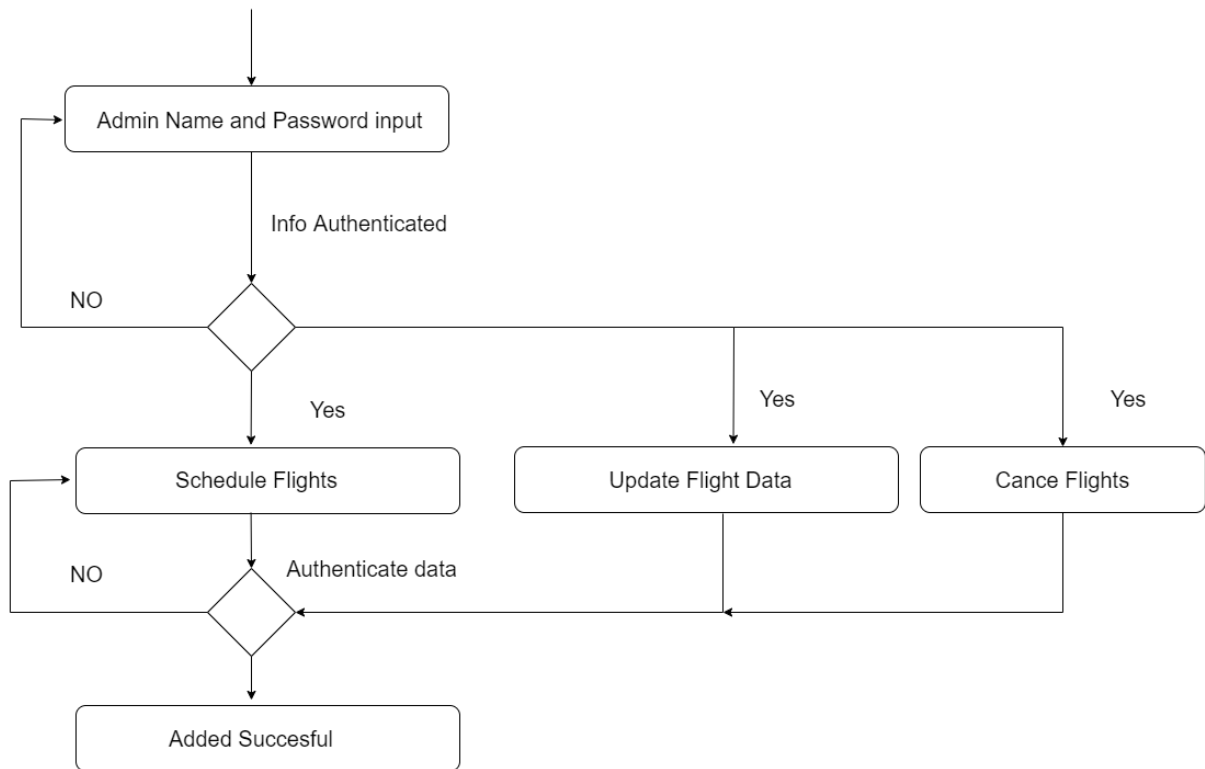 Admin Name and Password input
Info Authenticated
NO
Yes
Yes
Yes
Schedule Flights
Update Flight Data
Cance Flights
Authenticate data
NO
Added Succesful